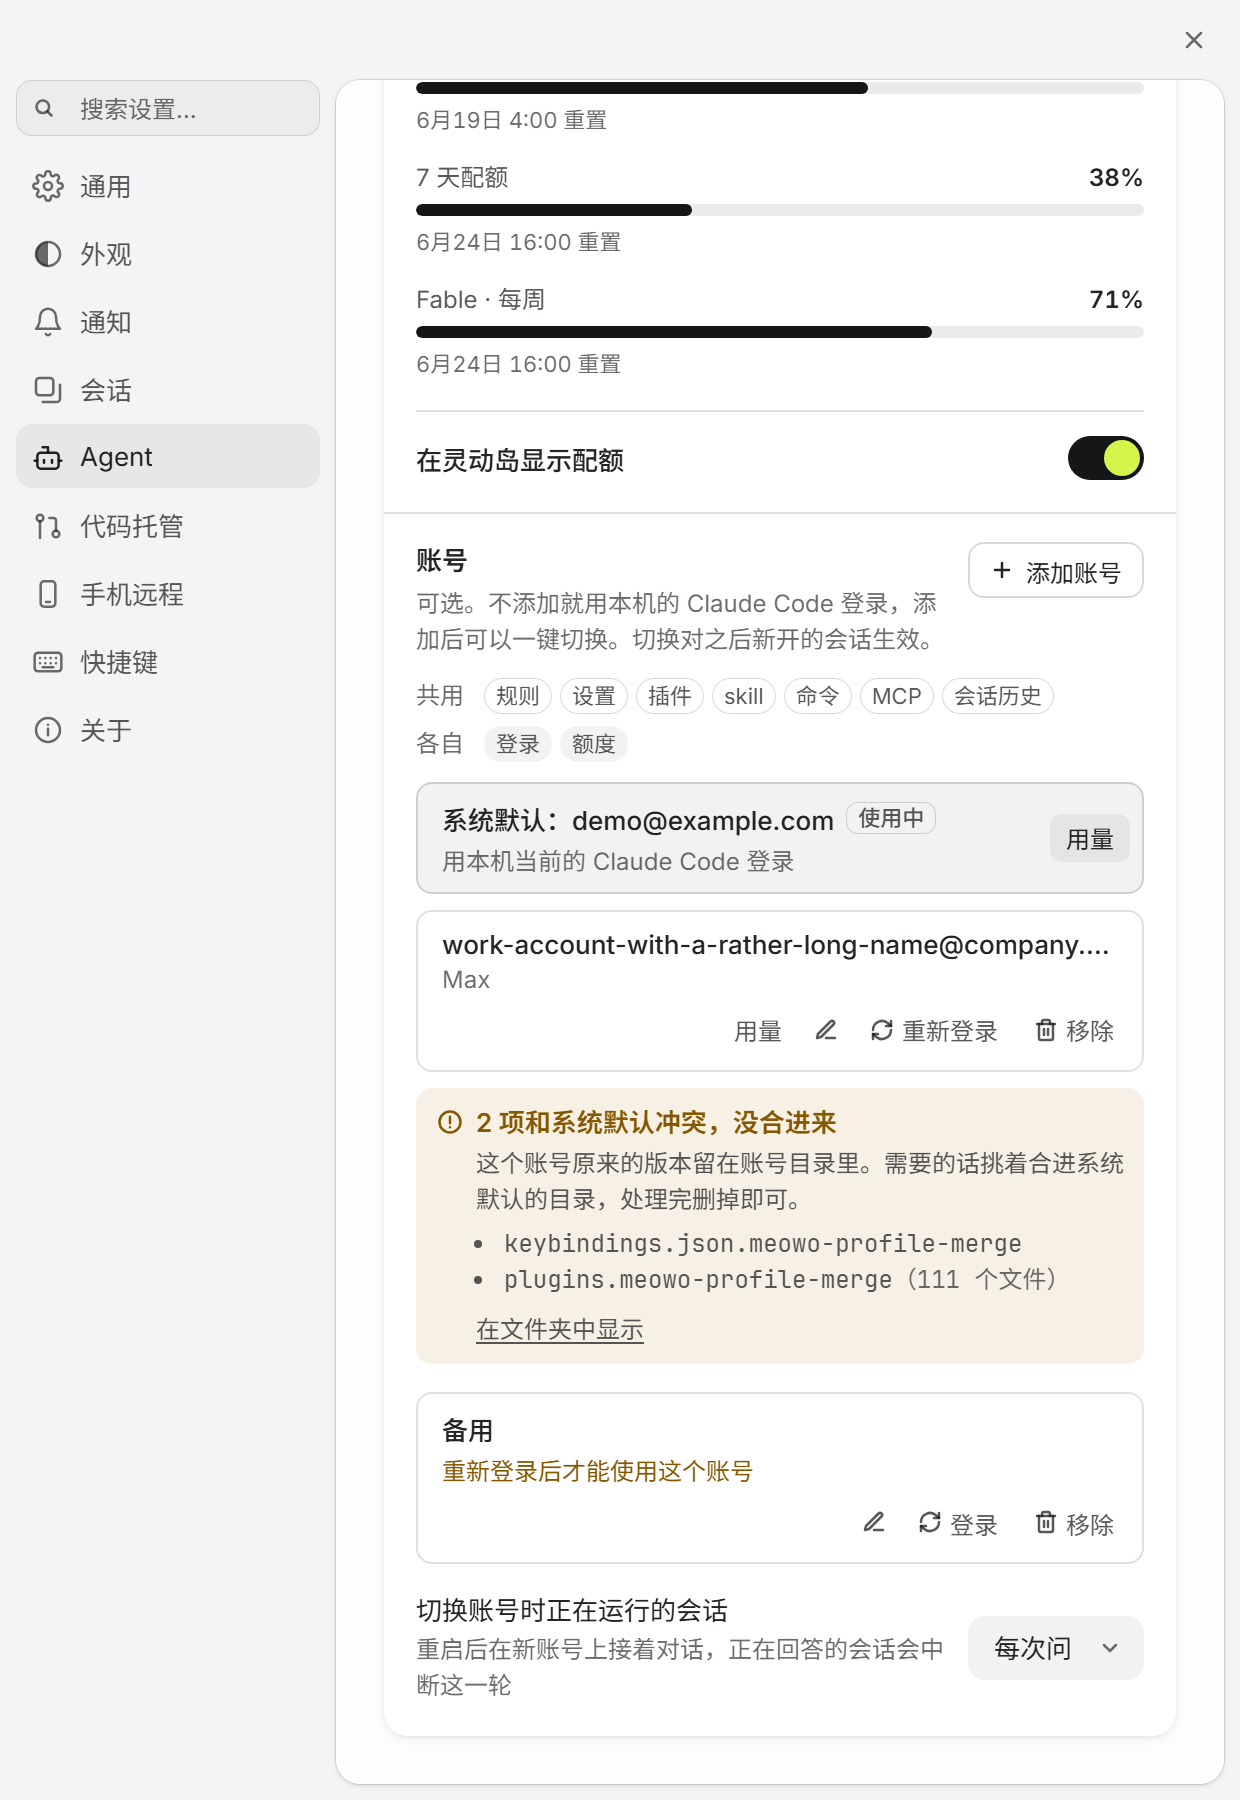 搜索设置...
通用
外观
通知
会话
Agent
代码托管
手机远程
快捷键
关于
6月19日 4:00 重置
7 天配额 38%
6月24日 16:00 重置
Fable · 每周 71%
6月24日 16:00 重置
在灵动岛显示配额
账号
添加账号
可选。不添加就用本机的 Claude Code 登录，添
加后可以一键切换。切换对之后新开的会话生效。
共用 规则 设置 插件 skill 命令 MCP 会话历史
各自 登录 额度
系统默认：demo@example.com 使用中
用本机当前的 Claude Code 登录
用量
work-account-with-a-rather-long-name@company....
Max
用量 重新登录 移除
2 项和系统默认冲突，没合进来
这个账号原来的版本留在账号目录里。需要的话挑着合进系统
默认的目录，处理完删掉即可。
• keybindings.json.meowo-profile-merge
• plugins.meowo-profile-merge（111 个文件）
在文件夹中显示
备用
重新登录后才能使用这个账号
登录 移除
切换账号时正在运行的会话
重启后在新账号上接着对话，正在回答的会话会中
断这一轮
每次问